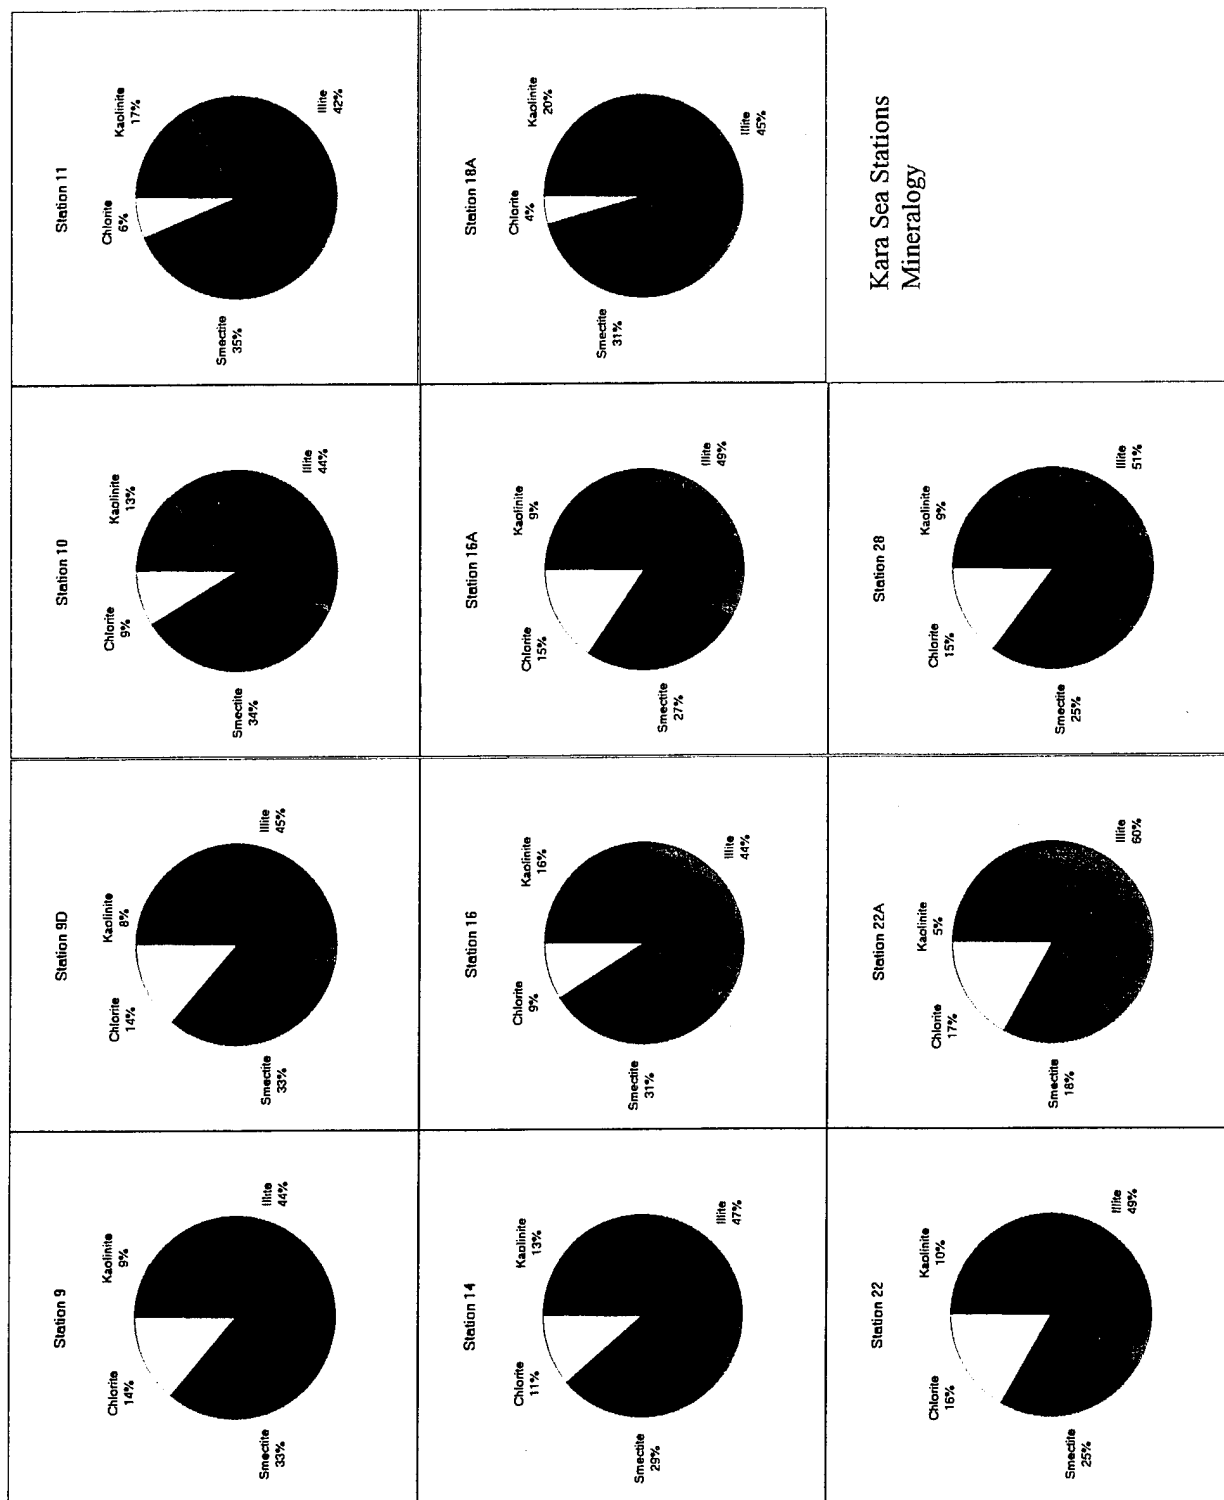 Station 9
Chlorite
14%
Kaolinite
9%
Smectite
33%
Illite
44%
Station 9D
Chlorite
14%
Kaolinite
8%
Smectite
33%
Illite
45%
Station 10
Chlorite
9%
Kaolinite
13%
Smectite
34%
Illite
44%
Station 11
Chlorite
6%
Kaolinite
17%
Smectite
35%
Illite
42%
Station 14
Chlorite
11%
Kaolinite
13%
Smectite
29%
Illite
47%
Station 16
Chlorite
9%
Kaolinite
16%
Smectite
31%
Illite
44%
Station 16A
Chlorite
15%
Kaolinite
9%
Smectite
27%
Illite
49%
Station 18A
Chlorite
4%
Kaolinite
20%
Smectite
31%
Illite
45%
Station 22
Chlorite
16%
Kaolinite
10%
Smectite
25%
Illite
49%
Station 22A
Chlorite
17%
Kaolinite
5%
Smectite
18%
Illite
60%
Station 28
Chlorite
15%
Kaolinite
9%
Smectite
25%
Illite
51%
Kara Sea Stations
Mineralogy